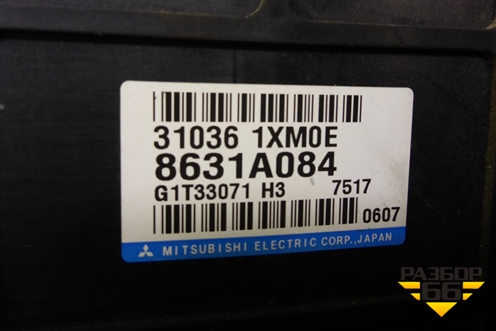 31036 1XM0E
8631A084
G1T33071 H3 7517
0607
MITSUBISHI ELECTRIC CORP., JAPAN
РАЗБОР
66